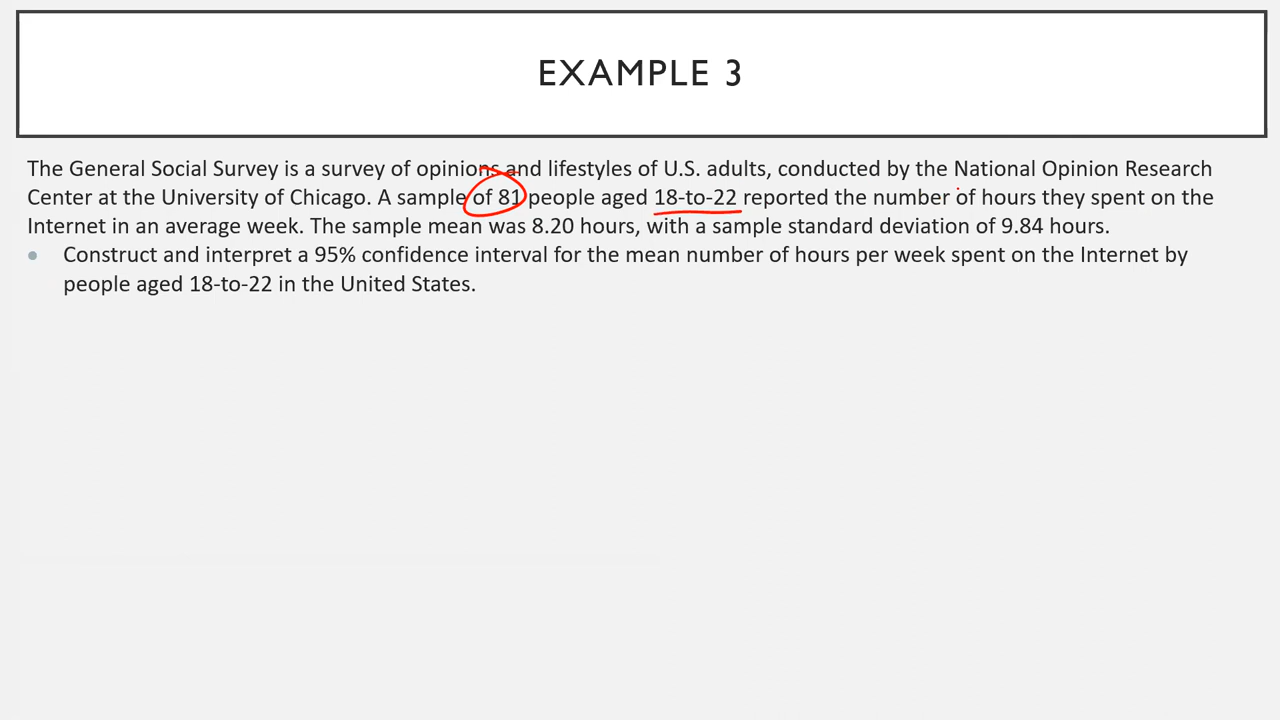 EXAMPLE 3
The General Social Survey is a survey of opinions and lifestyles of U.S. adults, conducted by the National Opinion Research
Center at the University of Chicago. A sample of 81 people aged 18-to-22 reported the number of hours they spent on the
Internet in an average week. The sample mean was 8.20 hours, with a sample standard deviation of 9.84 hours.
Construct and interpret a 95% confidence interval for the mean number of hours per week spent on the Internet by
people aged 18-to-22 in the United States.